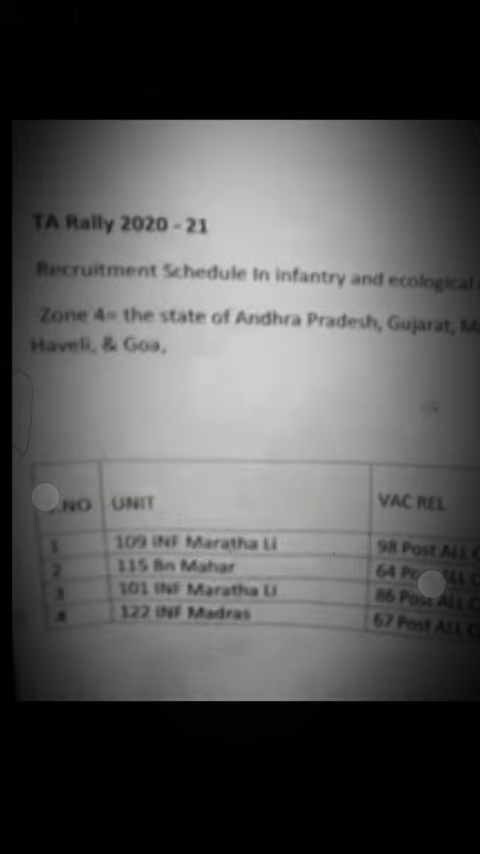 TA Rally 2020 - 21
Recruitment Schedule In infantry and ecological
Zone 4= the state of Andhra Pradesh, Gujarat,
Haveli, & Goa,
.NO UNIT VAC REL
1 109 INF Maratha LI 98 Post ALL
2 115 Bn Mahar 64
3 101 INF Maratha LI 86 Post ALL
4 122 INF Madras 67 Post ALL